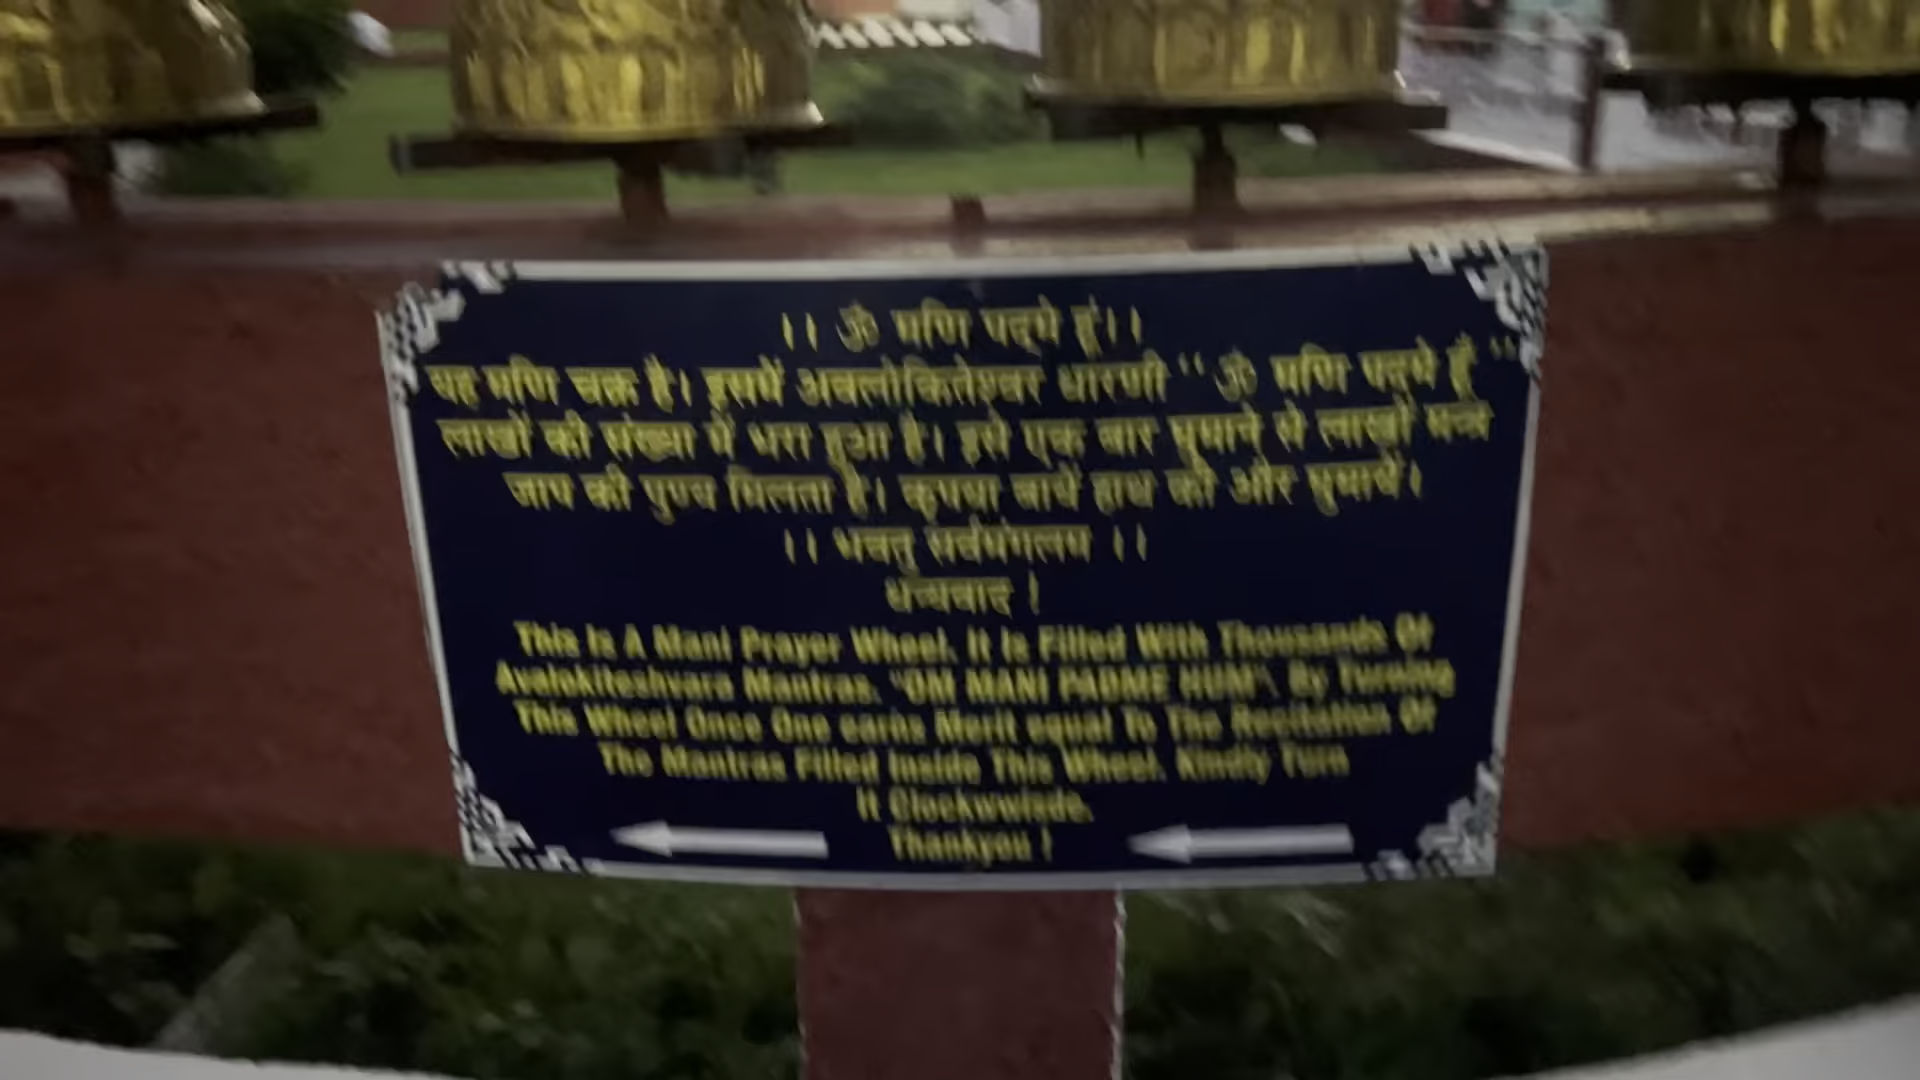 ।। ॐ मणि पद्मे हूं।।
यह मणि चक्र है। इसमें अवलोकितेश्वर धारणी “ॐ मणि पद्मे हूँ”
लाखों की संख्या में भरा हुआ है। इसे एक बार घुमाने से लाखों मन्त्र
जाप की पुण्य मिलता है। कृपया बायें हाथ की और घुमायें।
।। भवतु सर्वमंगलम ।।
धन्यवाद !
This Is A Mani Prayer Wheel. It Is Filled With Thousands Of
Avalokiteshvara Mantras. "OM MANI PADME HUM". By Turning
This Wheel Once One earns Merit equal To The Recitation Of
The Mantras Filled Inside This Wheel. Kindly Turn
It Clockwwise.
Thankyou !